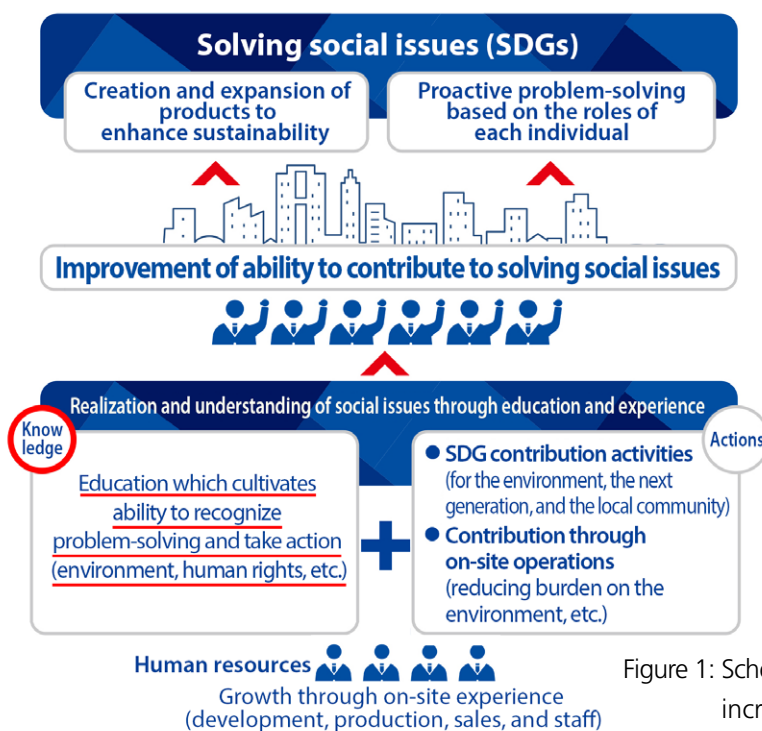 Solving social issues (SDGs)
Creation and expansion of
products to
enhance sustainability
Proactive problem-solving
based on the roles of
each individual
Improvement of ability to contribute to solving social issues
Realization and understanding of social issues through education and experience
Know
ledge
Education which cultivates
ability to recognize
problem-solving and take action
(environment, human rights, etc.)
+
Actions
● SDG contribution activities
(for the environment, the next
generation, and the local community)
● Contribution through
on-site operations
(reducing burden on the
environment, etc.)
Human resources
Growth through on-site experience
(development, production, sales, and staff)
Figure 1: